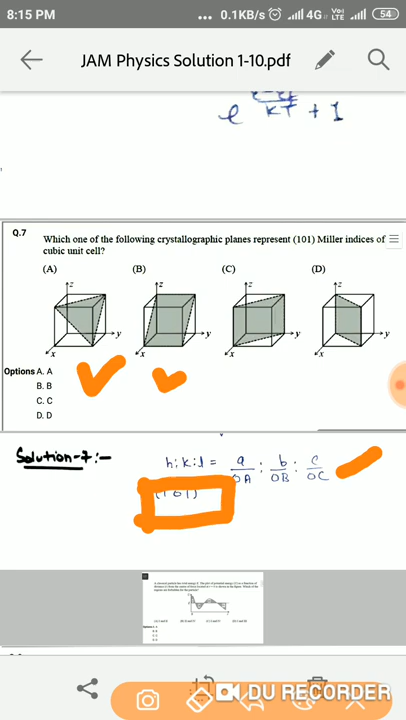 8:15 PM ... 0.1KB/s 4G Vo) LTE 54
JAM Physics Solution 1-10.pdf
e KT + 1
Q.7
Which one of the following crystallographic planes represent (101) Miller indices of
cubic unit cell?
(A) (B) (C) (D)
z z z z
y y y y
x x x x
Options A. A
B. B
C. C
D. D
Solution-7:-
h:k:l = a/OA : b/OB : c/OC
(101)
DU RECORDER